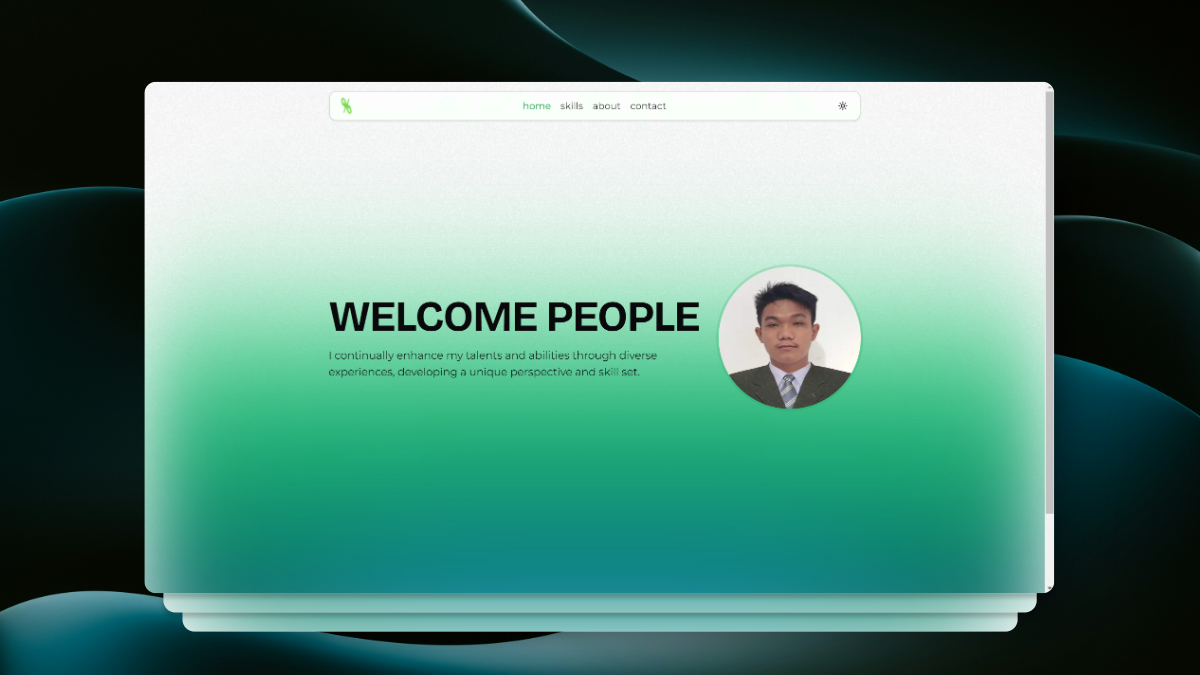 home skills about contact
WELCOME PEOPLE
I continually enhance my talents and abilities through diverse
experiences, developing a unique perspective and skill set.